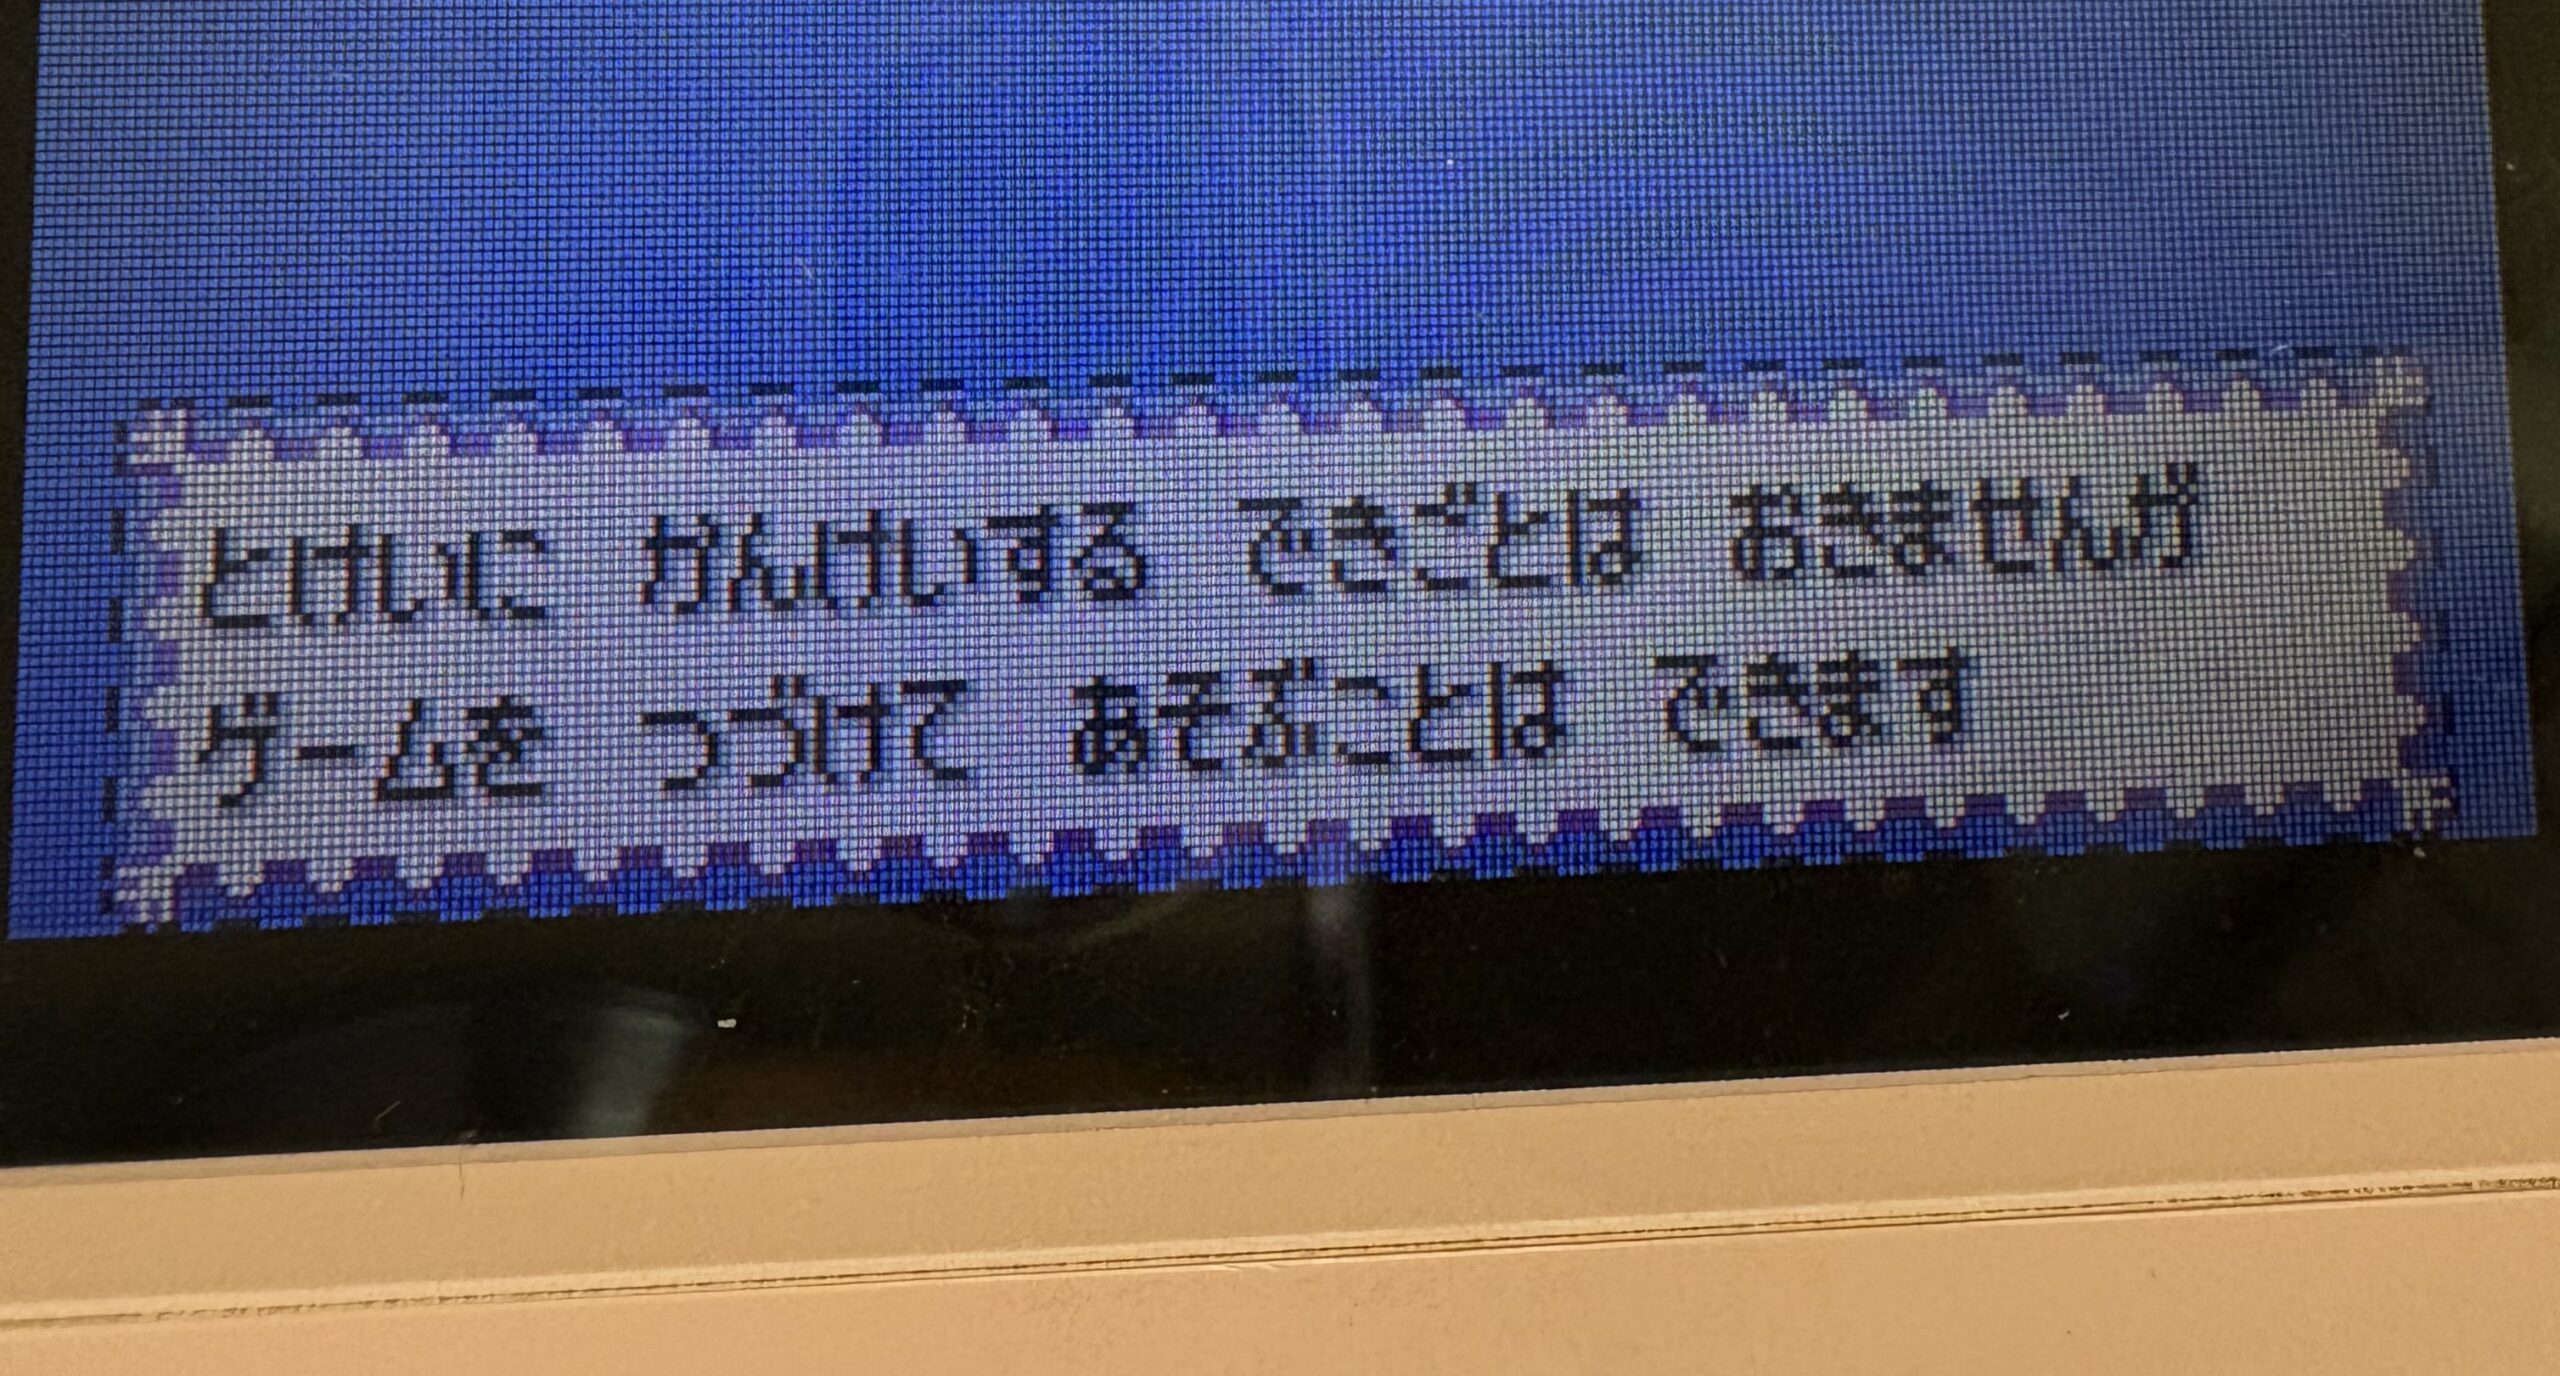 とけいに　かんけいする　できごとは　おきませんが
ゲームを　つづけて　あそぶことは　できます